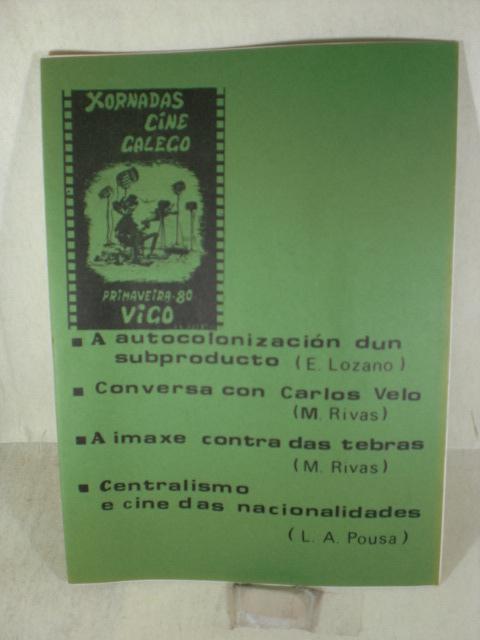 XORNADAS
CINE
GALEGO
PRIMAVEIRA-80
VIGO
A autocolonización dun
subproducto (E. Lozano)
Conversa con Carlos Velo
(M. Rivas)
A imaxe contra das tebras
(M. Rivas)
Centralismo
e cine das nacionalidades
(L. A. Pousa)